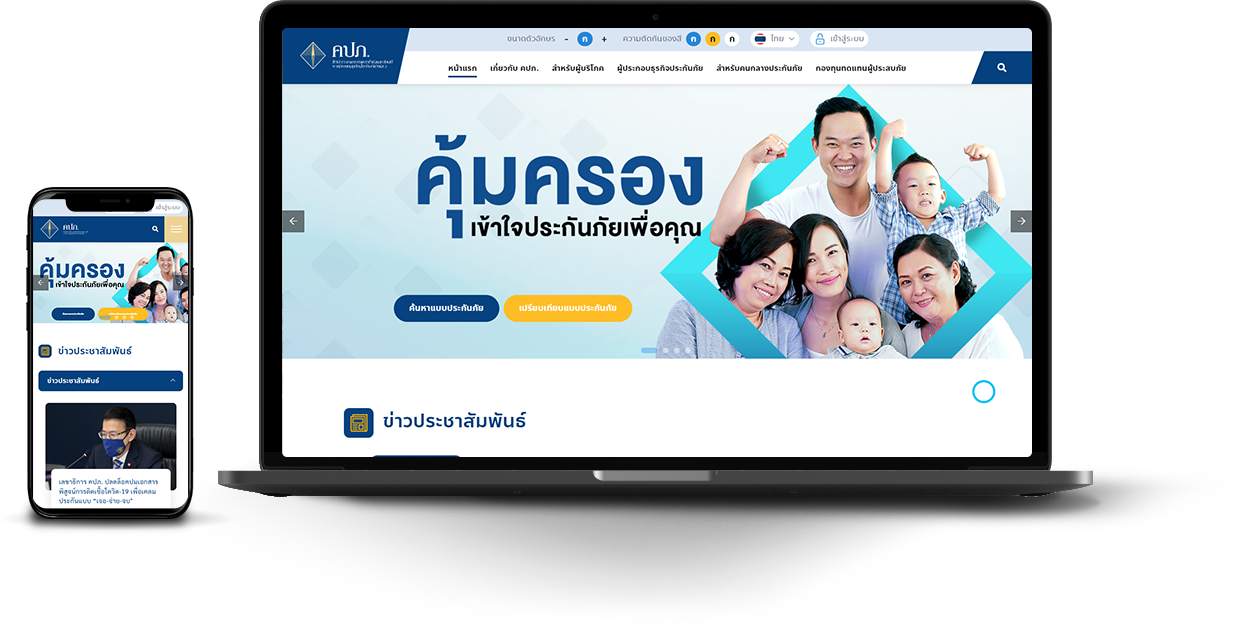 ขนาดตัวอักษร - ก +
ความตัดกันของสี ก ก ก
ไทย
เข้าสู่ระบบ
คปภ.
หน้าแรก
เกี่ยวกับ คปภ.
สำหรับผู้บริโภค
ผู้ประกอบธุรกิจประกันภัย
สำหรับคนกลางประกันภัย
กองทุนทดแทนผู้ประสบภัย
คุ้มครอง
เข้าใจประกันภัยเพื่อคุณ
ค้นหาแบบประกันภัย
เปรียบเทียบแบบประกันภัย
ข่าวประชาสัมพันธ์
เข้าสู่ระบบ
คปภ.
คุ้มครอง
เข้าใจประกันภัยเพื่อคุณ
ข่าวประชาสัมพันธ์
ข่าวประชาสัมพันธ์
เลขาธิการ คปภ. ปลดล็อคปมเอกสาร
พิสูจน์การติดเชื้อโควิด-19 เพื่อเคลม
ประกันแบบ “เจอ-จ่าย-จบ”